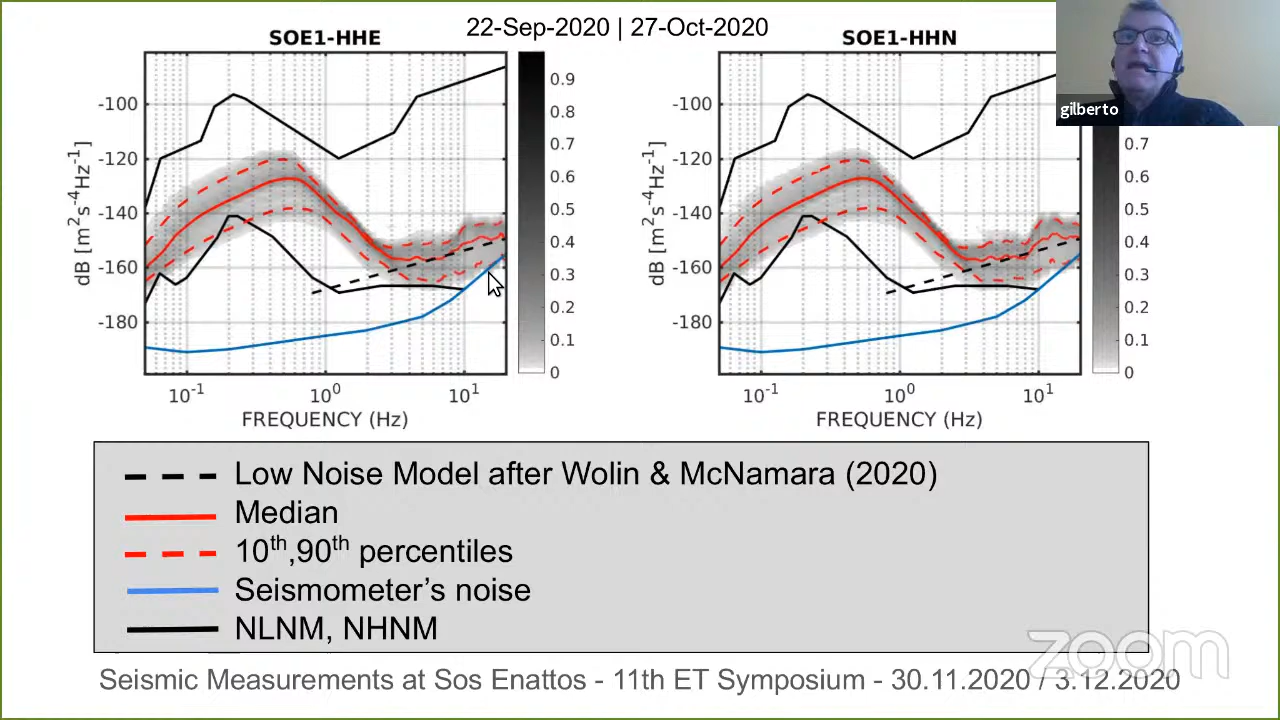 22-Sep-2020 | 27-Oct-2020
SOE1-HHE
SOE1-HHN
gilberto
dB [m²s⁻⁴Hz⁻¹]
-100
-120
-140
-160
-180
10⁻¹
10⁰
10¹
FREQUENCY (Hz)
0.9
0.8
0.7
0.6
0.5
0.4
0.3
0.2
0.1
0
dB [m²s⁻⁴Hz⁻¹]
-100
-120
-140
-160
-180
10⁻¹
10⁰
10¹
FREQUENCY (Hz)
0.7
0.6
0.5
0.4
0.3
0.2
0.1
0
Low Noise Model after Wolin & McNamara (2020)
Median
10th,90th percentiles
Seismometer’s noise
NLNM, NHNM
zoom
Seismic Measurements at Sos Enattos - 11th ET Symposium - 30.11.2020 / 3.12.2020